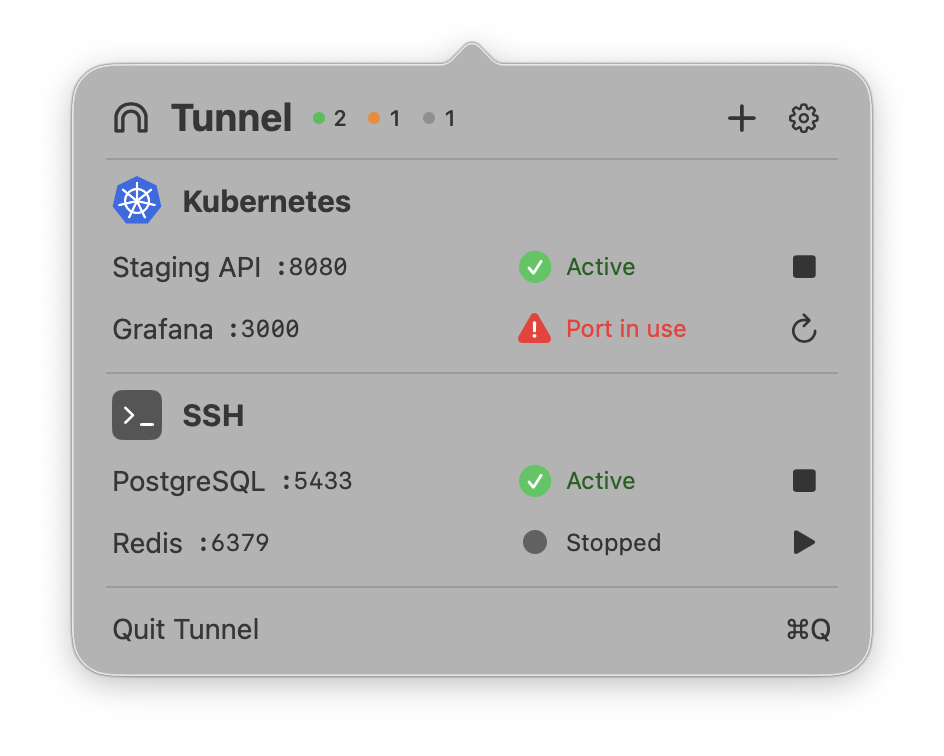 Tunnel 2 1 1
Kubernetes
Staging API :8080 Active
Grafana :3000 Port in use
SSH
PostgreSQL :5433 Active
Redis :6379 Stopped
Quit Tunnel ⌘Q